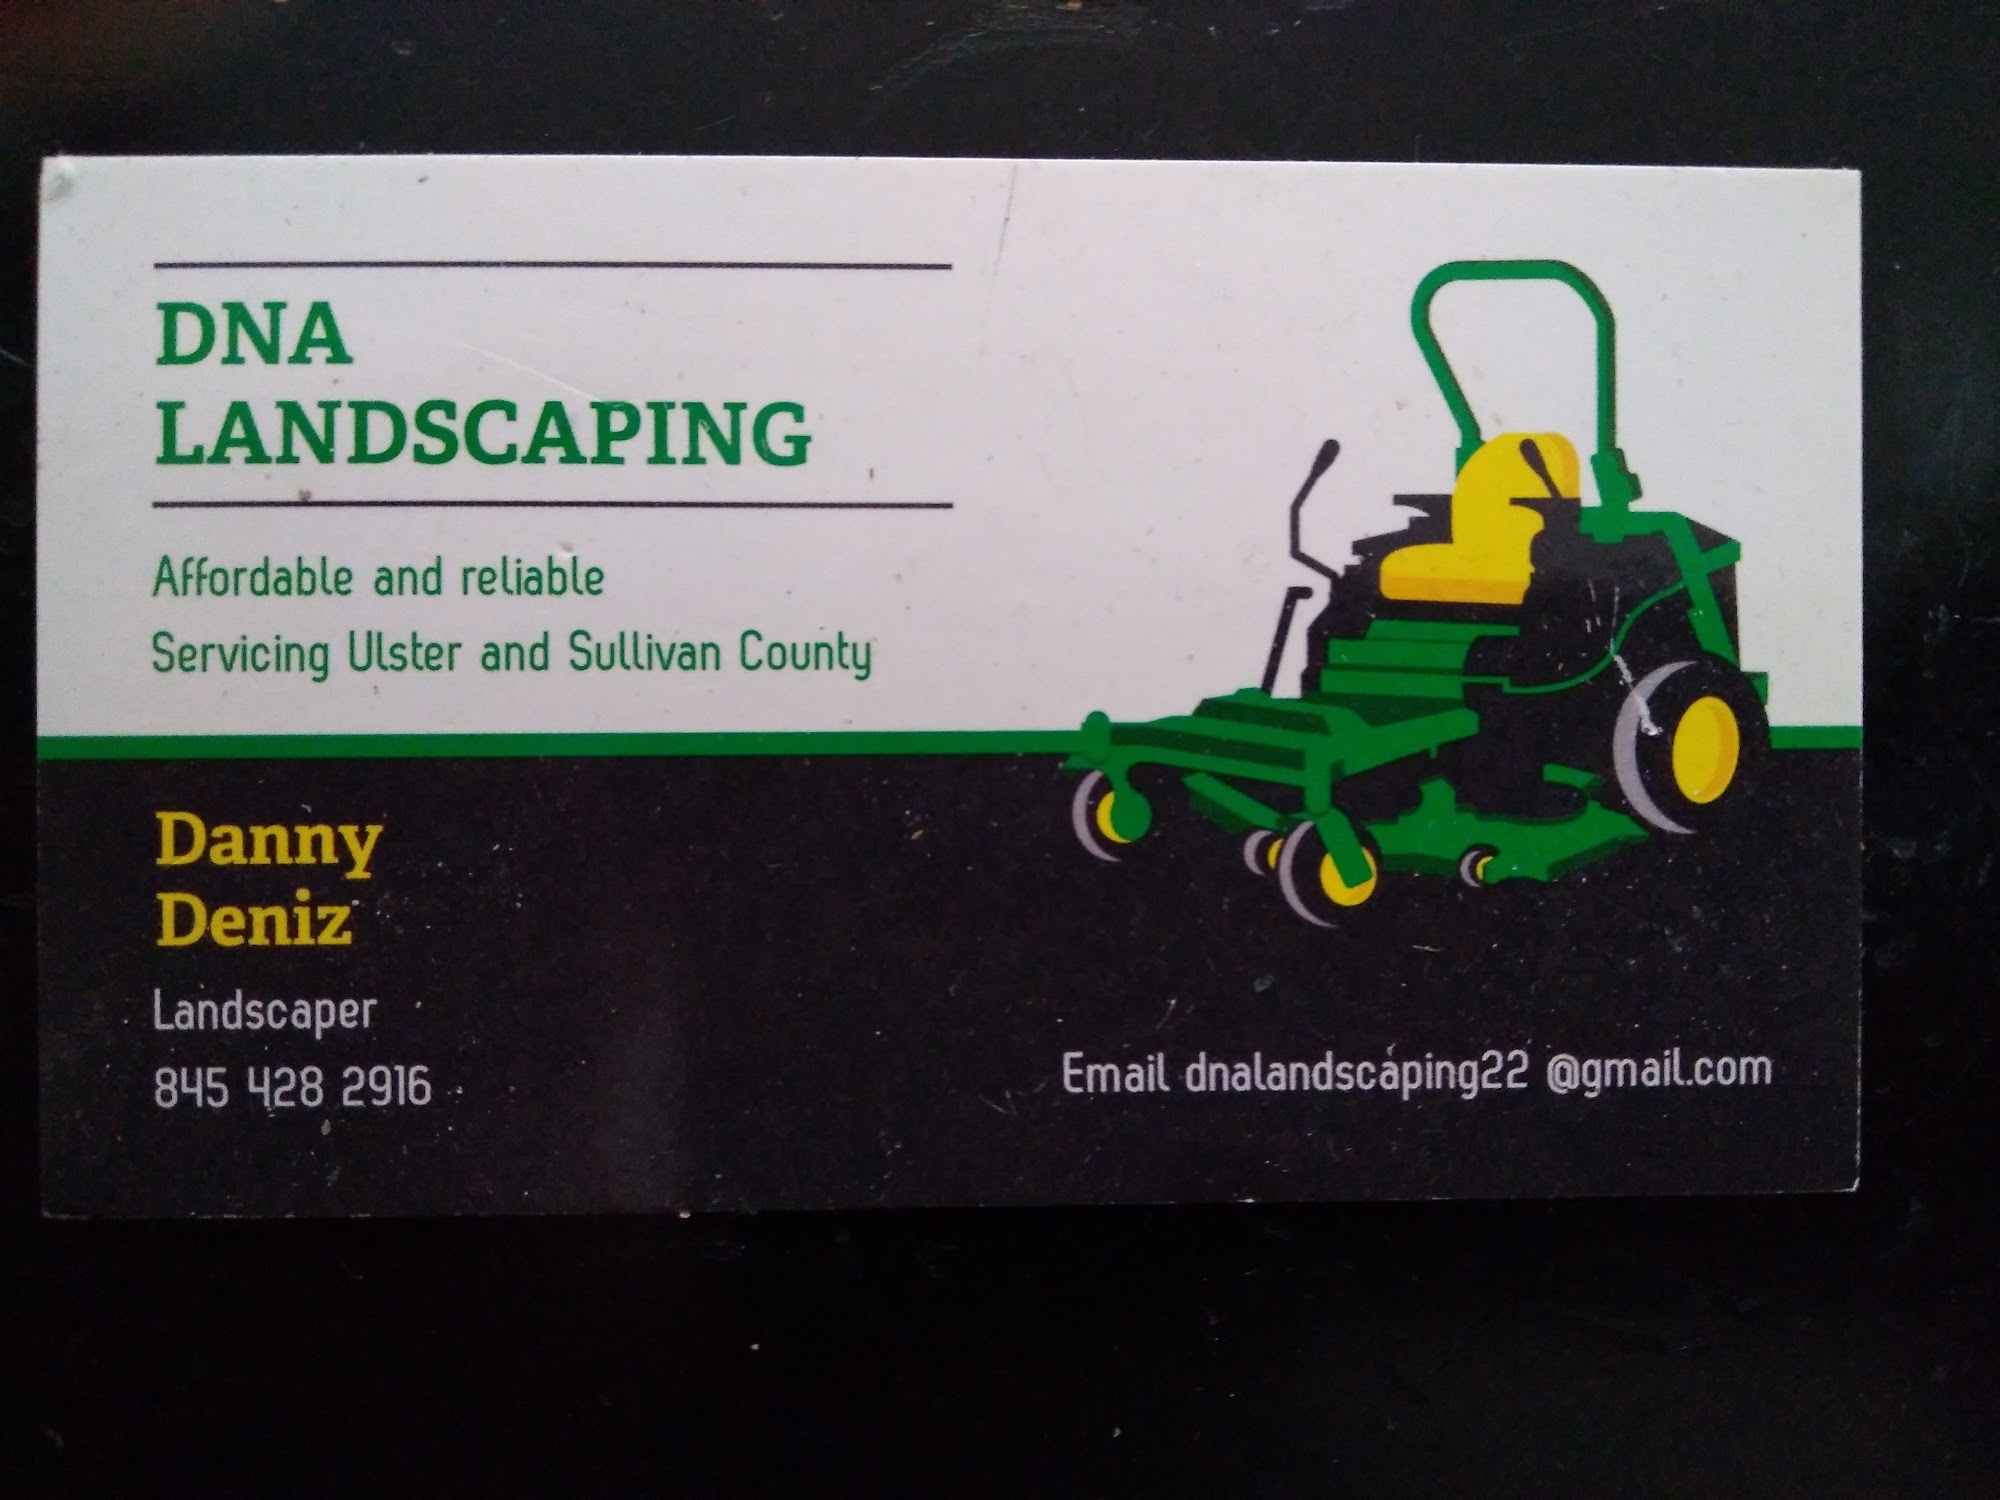 DNA
LANDSCAPING
Affordable and reliable
Servicing Ulster and Sullivan County
Danny
Deniz
Landscaper
845 428 2916
Email dnalandscaping22 @gmail.com